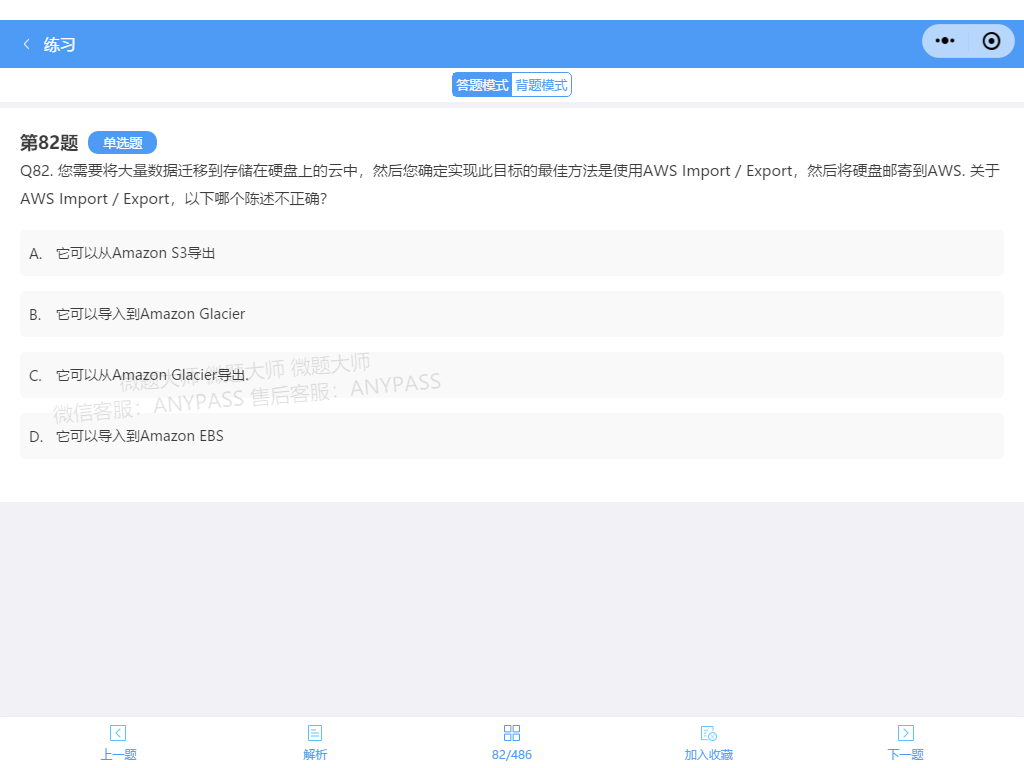 练习
答题模式 背题模式
第82题 单选题
Q82. 您需要将大量数据迁移到存储在硬盘上的云中，然后您确定实现此目标的最佳方法是使用AWS Import / Export，然后将硬盘邮寄到AWS. 关于
AWS Import / Export，以下哪个陈述不正确?
A. 它可以从Amazon S3导出
B. 它可以导入到Amazon Glacier
C. 它可以从Amazon Glacier导出.
微题大师 微题大师 微题大师
微信客服：ANYPASS 售后客服：ANYPASS
D. 它可以导入到Amazon EBS
上一题 解析 82/486 加入收藏 下一题